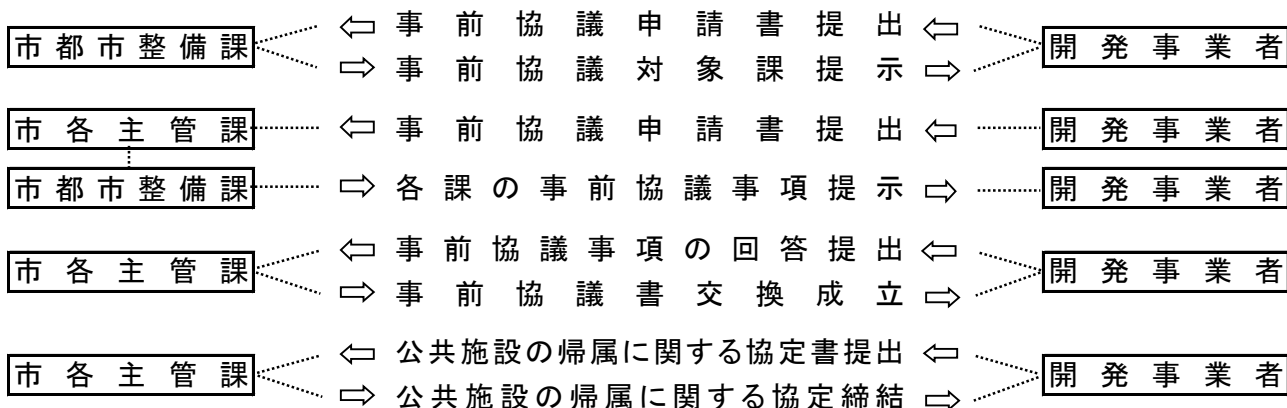 事前協議申請書提出
市都市整備課 開発事業者
事前協議対象課提示
市各主管課 事前協議申請書提出 開発事業者
市都市整備課 各課の事前協議事項提示 開発事業者
事前協議事項の回答提出
市各主管課 開発事業者
事前協議書交換成立
公共施設の帰属に関する協定書提出
市各主管課 開発事業者
公共施設の帰属に関する協定締結